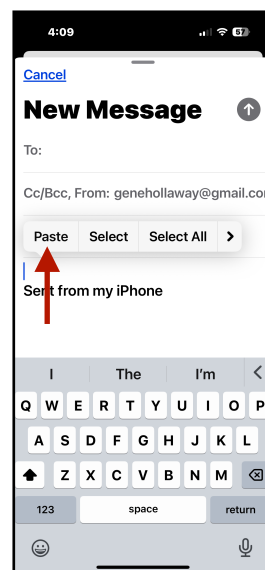 4:09 67
Cancel
New Message
To:
Cc/Bcc, From: genehollaway@gmail.com
Paste Select Select All
Sent from my iPhone
I The I'm
Q W E R T Y U I O P
A S D F G H J K L
Z X C V B N M
123 space return